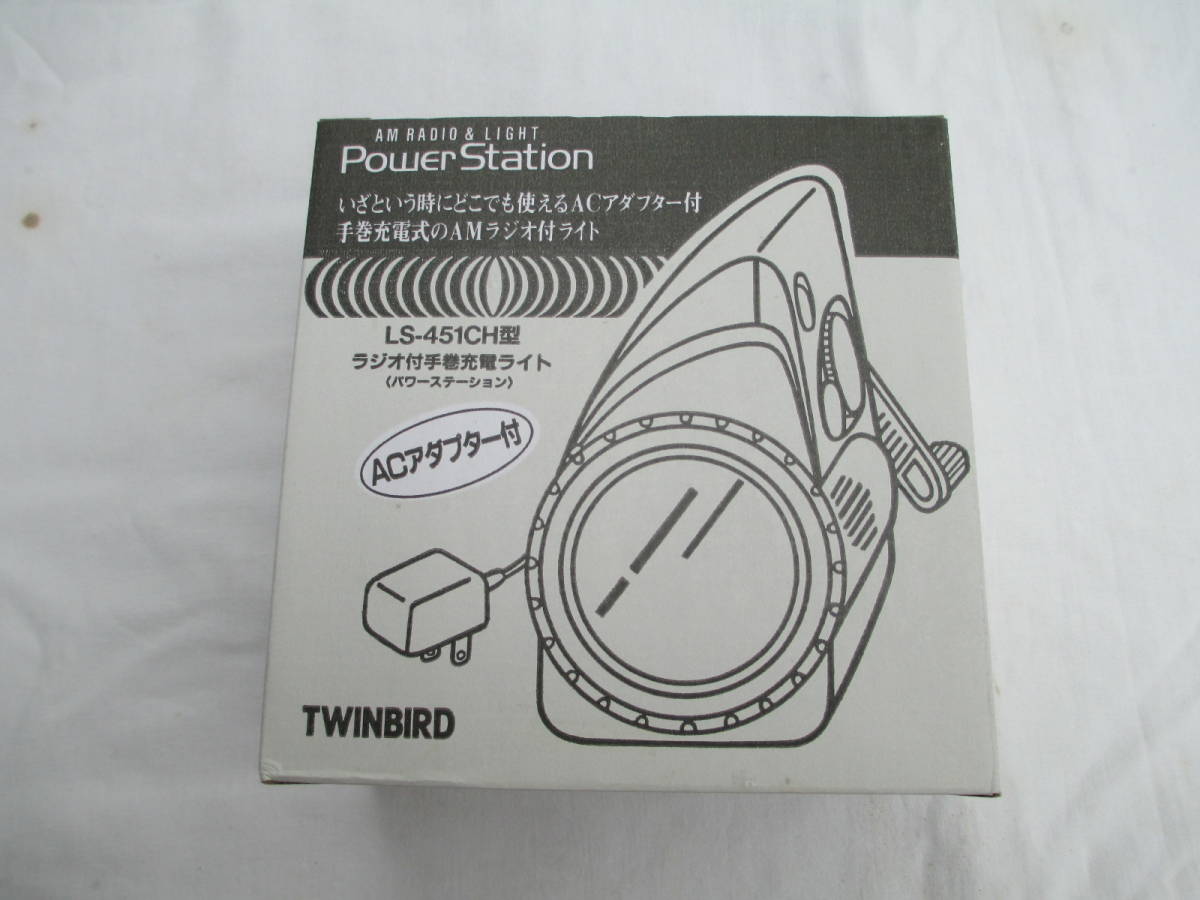 AM RADIO & LIGHT
PowerStation
いざという時にどこでも使えるACアダプター付
手巻充電式のAMラジオ付ライト
LS-451CH型
ラジオ付手巻充電ライト
〈パワーステーション〉
ACアダプター付
TWINBIRD